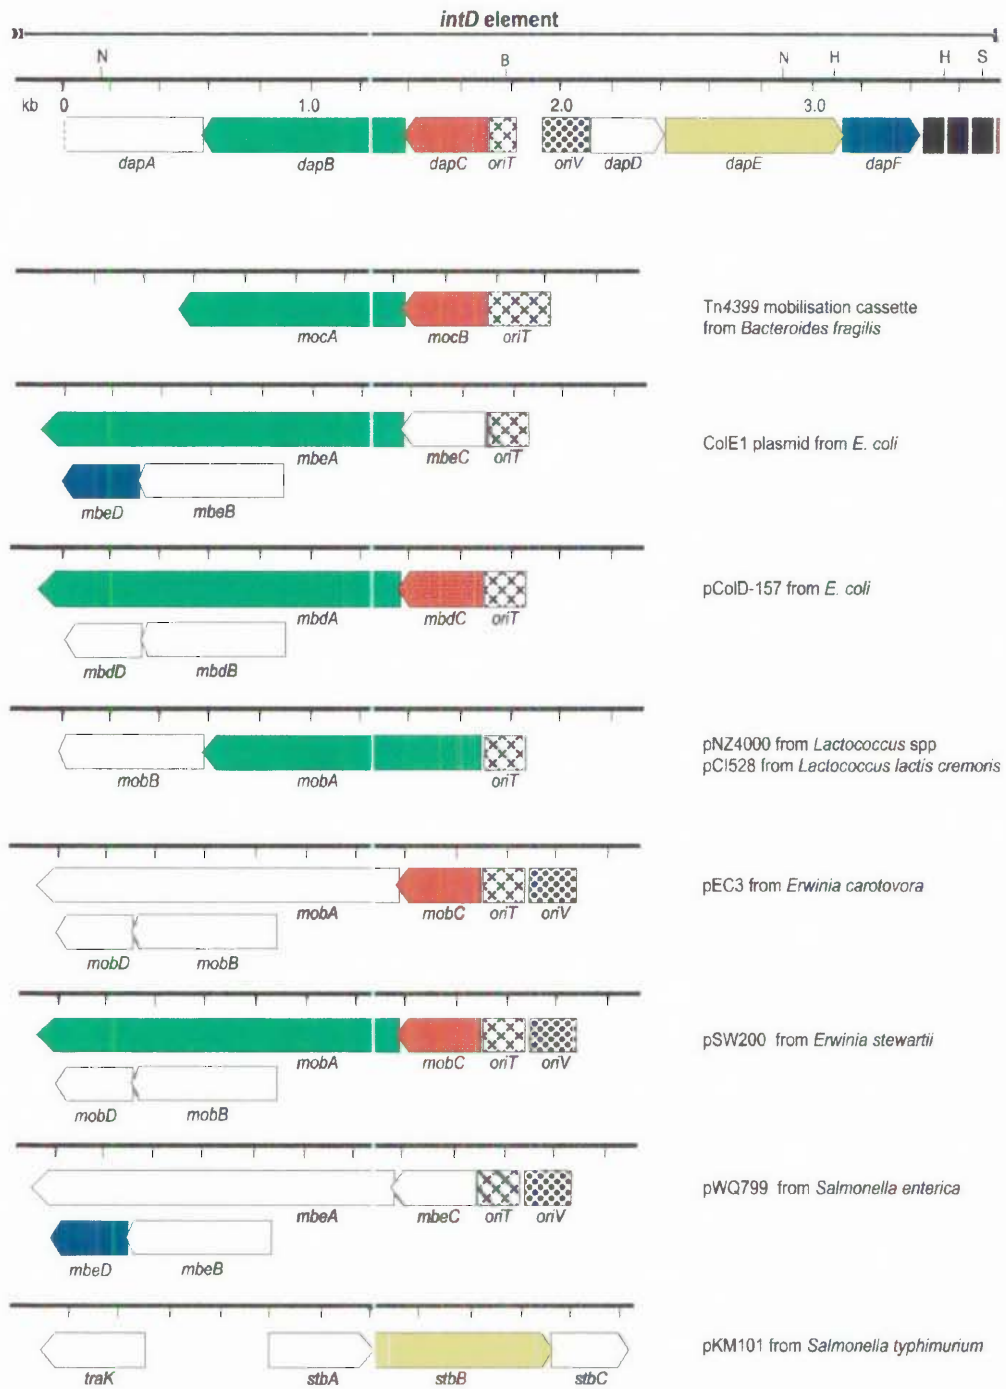 intD element
N B N H H S
kb 0 1.0 2.0 3.0
dapA dapB dapC oriT oriV dapD dapE dapF
mocA mocB oriT
Tn4399 mobilisation cassette
from Bacteroides fragilis
mbeA mbeC oriT
ColE1 plasmid from E. coli
mbeD mbeB
mbdA mbdC oriT
pColD-157 from E. coli
mbdD mbdB
mobB mobA oriT
pNZ4000 from Lactococcus spp
pCI528 from Lactococcus lactis cremoris
mobA mobC oriT oriV
pEC3 from Erwinia carotovora
mobD mobB
mobA mobC oriT oriV
pSW200 from Erwinia stewartii
mobD mobB
mbeA mbeC oriT oriV
pWQ799 from Salmonella enterica
mbeD mbeB
traK stbA stbB stbC
pKM101 from Salmonella typhimurium